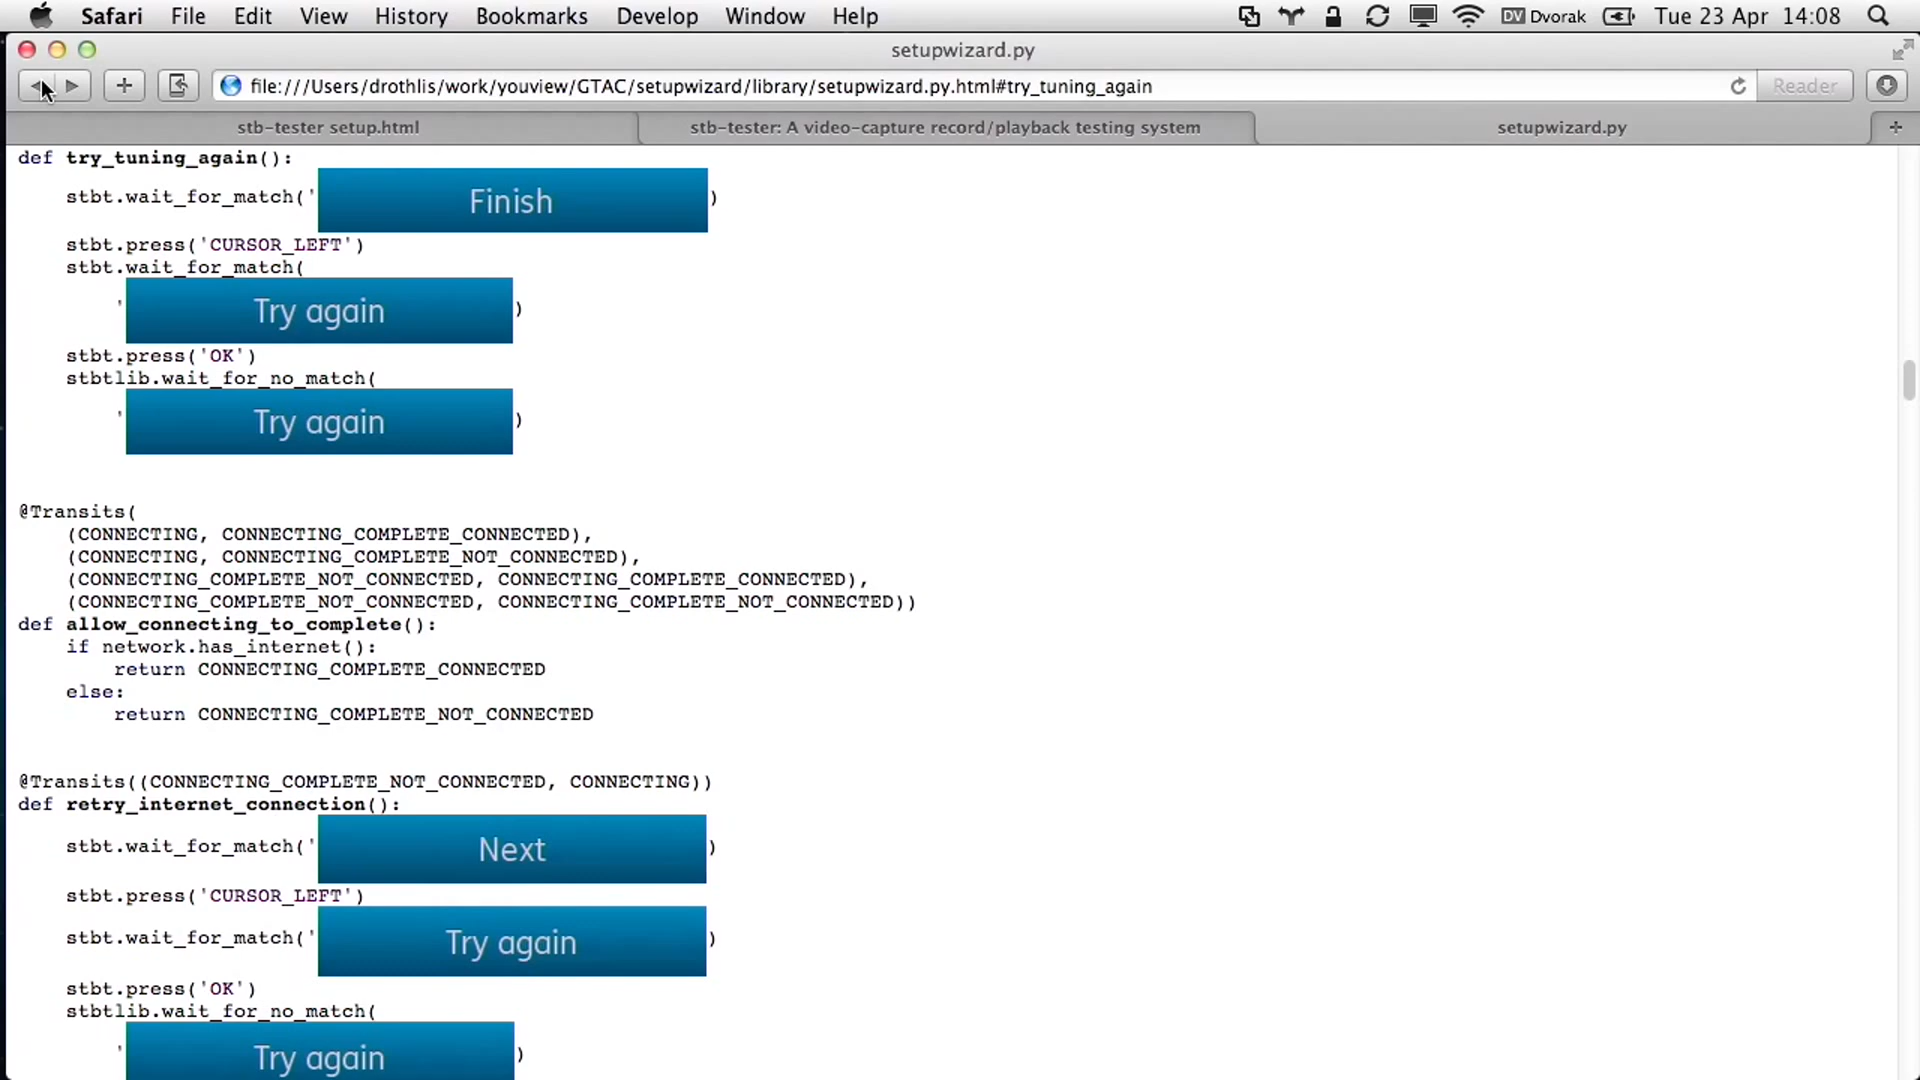 Safari File Edit View History Bookmarks Develop Window Help DV Dvorak Tue 23 Apr 14:08
setupwizard.py
file:///Users/drothlis/work/youview/GTAC/setupwizard/library/setupwizard.py.html#try_tuning_again Reader
stb-tester setup.html stb-tester: A video-capture record/playback testing system setupwizard.py
def try_tuning_again():
stbt.wait_for_match(' Finish )
stbt.press('CURSOR_LEFT')
stbt.wait_for_match(
' Try again )
stbt.press('OK')
stbtlib.wait_for_no_match(
' Try again )
@Transits(
(CONNECTING, CONNECTING_COMPLETE_CONNECTED),
(CONNECTING, CONNECTING_COMPLETE_NOT_CONNECTED),
(CONNECTING_COMPLETE_NOT_CONNECTED, CONNECTING_COMPLETE_CONNECTED),
(CONNECTING_COMPLETE_NOT_CONNECTED, CONNECTING_COMPLETE_NOT_CONNECTED))
def allow_connecting_to_complete():
if network.has_internet():
return CONNECTING_COMPLETE_CONNECTED
else:
return CONNECTING_COMPLETE_NOT_CONNECTED
@Transits((CONNECTING_COMPLETE_NOT_CONNECTED, CONNECTING))
def retry_internet_connection():
stbt.wait_for_match(' Next )
stbt.press('CURSOR_LEFT')
stbt.wait_for_match(' Try again )
stbt.press('OK')
stbtlib.wait_for_no_match(
' Try again )